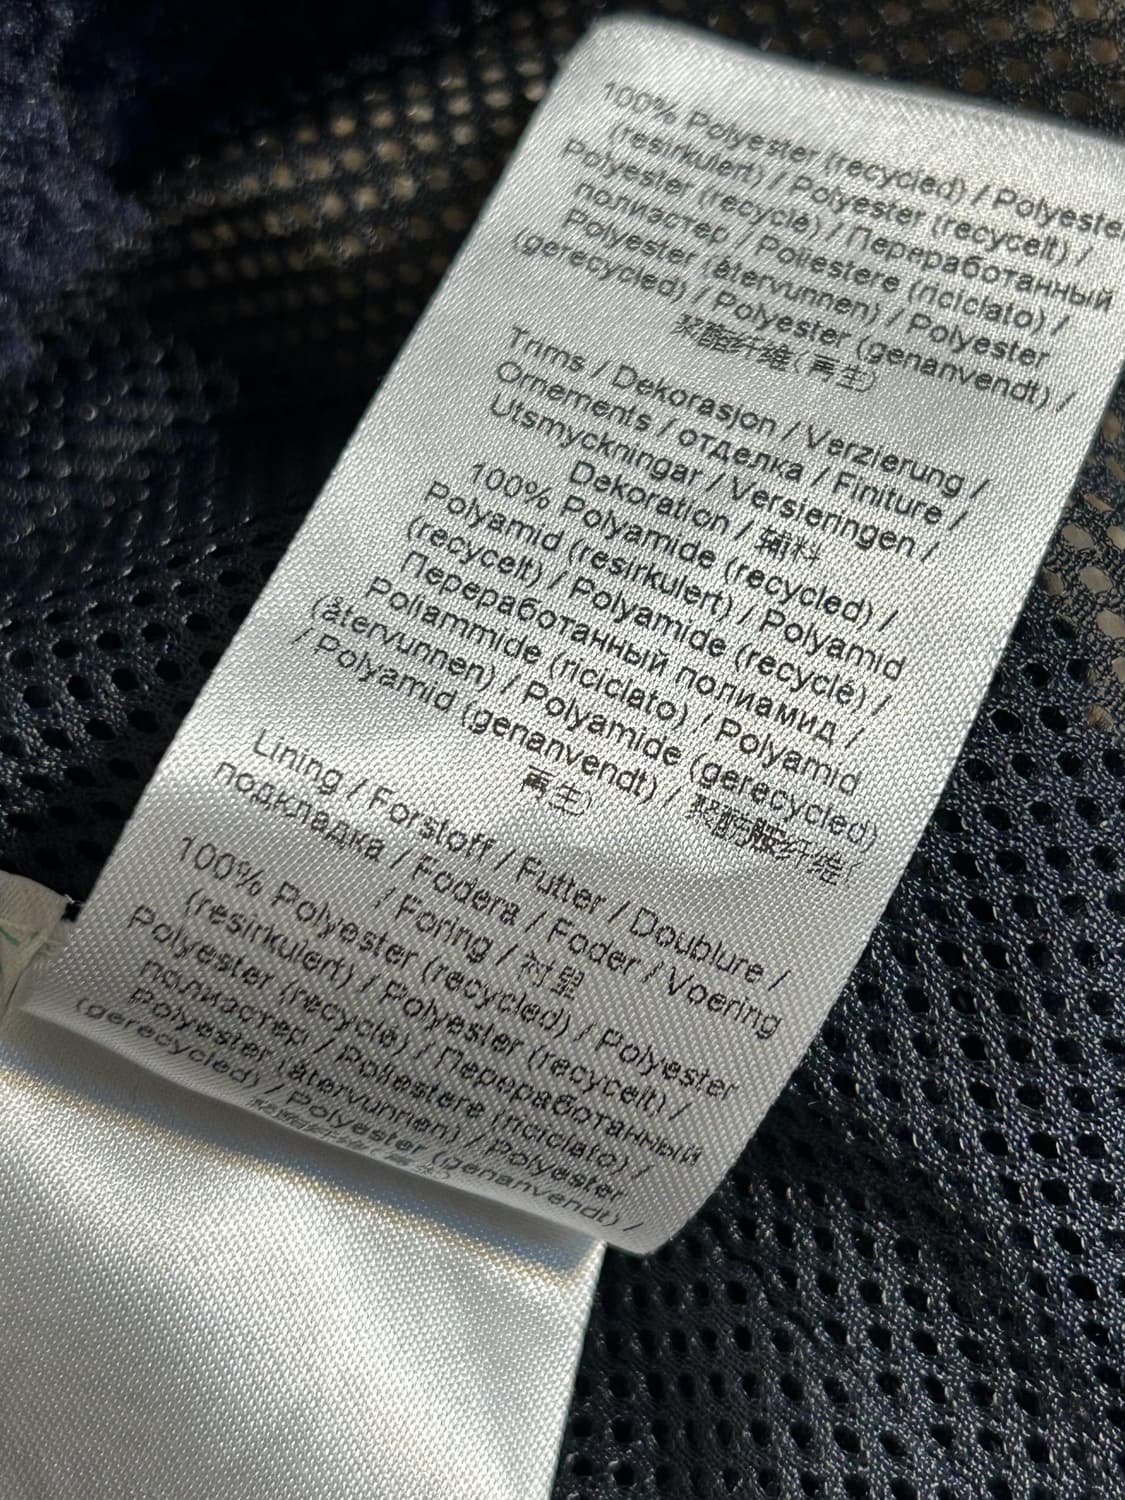 100% Polyester (recycled) / Polyester
(resirkulert) / Polyester (recycelt) /
Polyester (recyclé) / Переработанный
полиэстер / Poliestere (riciclato) /
Polyester (återvunnen) / Polyester
(gerecycled) / Polyester (genanvendt) /
聚酯纤维(再生)
Trims / Dekorasjon / Verzierung /
Ornements / отделка / Finiture /
Utsmyckningar / Versieringen /
Dekoration / 辅料
100% Polyamide (recycled) /
Polyamid (resirkulert) / Polyamid
(recycelt) / Polyamide (recyclé) /
Переработанный полиамид /
Poliammide (riciclato) / Polyamid
(återvunnen) / Polyamide (gerecycled)
/ Polyamid (genanvendt) / 聚酰胺纤维(
再生)
Lining / Forstoff / Futter / Doublure /
подкладка / Fodera / Foder / Voering
/ Foring / 衬里
100% Polyester (recycled) / Polyester
(resirkulert) / Polyester (recycelt) /
Polyester (recyclé) / Переработанный
полиэстер / Poliestere (riciclato) /
Polyester (återvunnen) / Polyester
(gerecycled) / Polyester (genanvendt) /